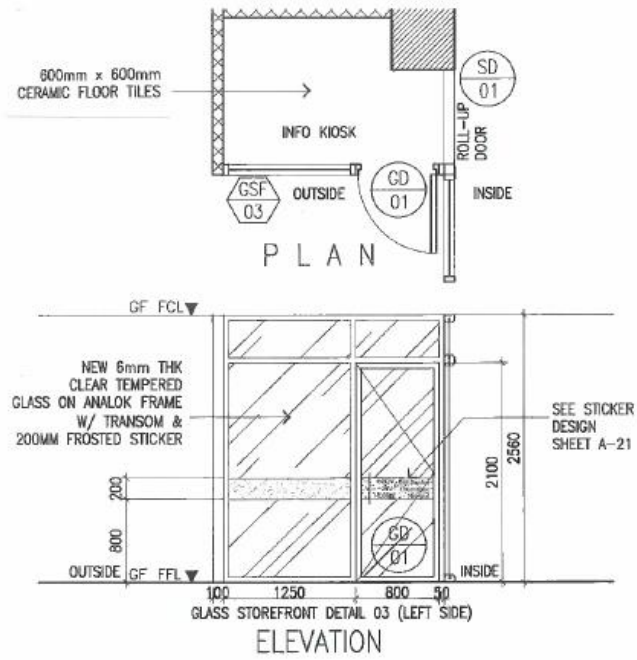 600mm x 600mm
CERAMIC FLOOR TILES
INFO KIOSK
SD
01
ROLL-UP
DOOR
GSF
03
OUTSIDE
GD
01
INSIDE
PLAN
GF FCL
NEW 6mm THK
CLEAR TEMPERED
GLASS ON ANALOK FRAME
W/ TRANSOM &
200MM FROSTED STICKER
SEE STICKER
DESIGN
SHEET A-21
200
800
2100
2560
GD
01
OUTSIDE
GF FFL
INSIDE
100
1250
800
50
GLASS STOREFRONT DETAIL 03 (LEFT SIDE)
ELEVATION